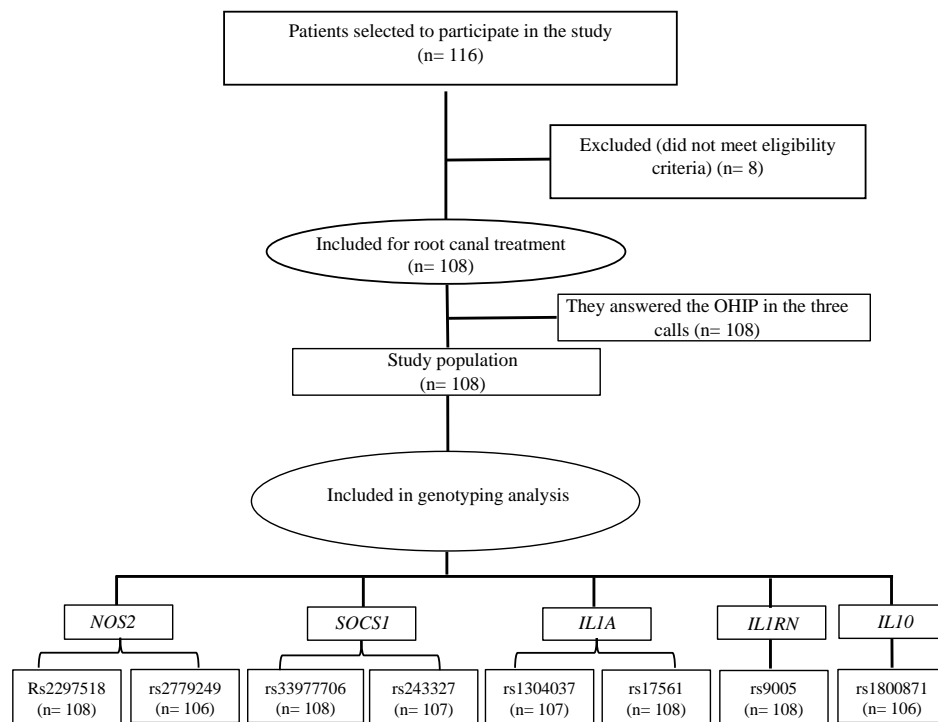 Patients selected to participate in the study
(n= 116)
Excluded (did not meet eligibility
criteria) (n= 8)
Included for root canal treatment
(n= 108)
They answered the OHIP in the three
calls (n= 108)
Study population
(n= 108)
Included in genotyping analysis
NOS2
SOCS1
IL1A
IL1RN
IL10
Rs2297518
(n= 108)
rs2779249
(n= 106)
rs33977706
(n= 108)
rs243327
(n= 107)
rs1304037
(n= 107)
rs17561
(n= 108)
rs9005
(n= 108)
rs1800871
(n= 106)